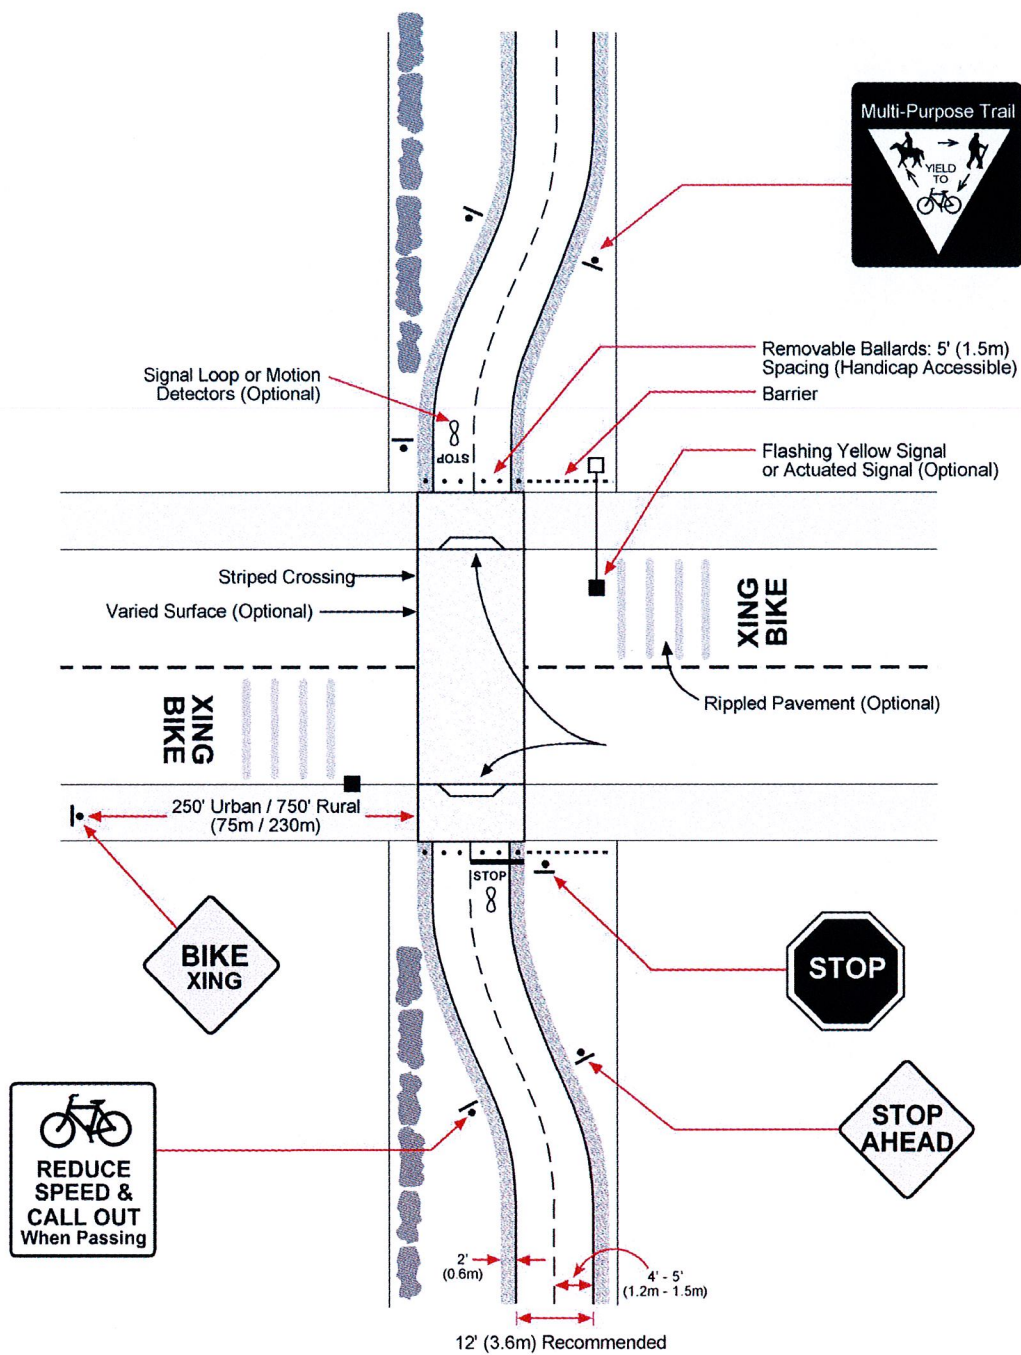 Multi-Purpose Trail
YIELD
TO
Removable Ballards: 5' (1.5m)
Spacing (Handicap Accessible)
Barrier
Signal Loop or Motion
Detectors (Optional)
Flashing Yellow Signal
or Actuated Signal (Optional)
STOP
Striped Crossing
Varied Surface (Optional)
XING
BIKE
Rippled Pavement (Optional)
XING
BIKE
250' Urban / 750' Rural
(75m / 230m)
STOP
BIKE
XING
STOP
STOP
AHEAD
REDUCE
SPEED &
CALL OUT
When Passing
2'
(0.6m)
4' - 5'
(1.2m - 1.5m)
12' (3.6m) Recommended